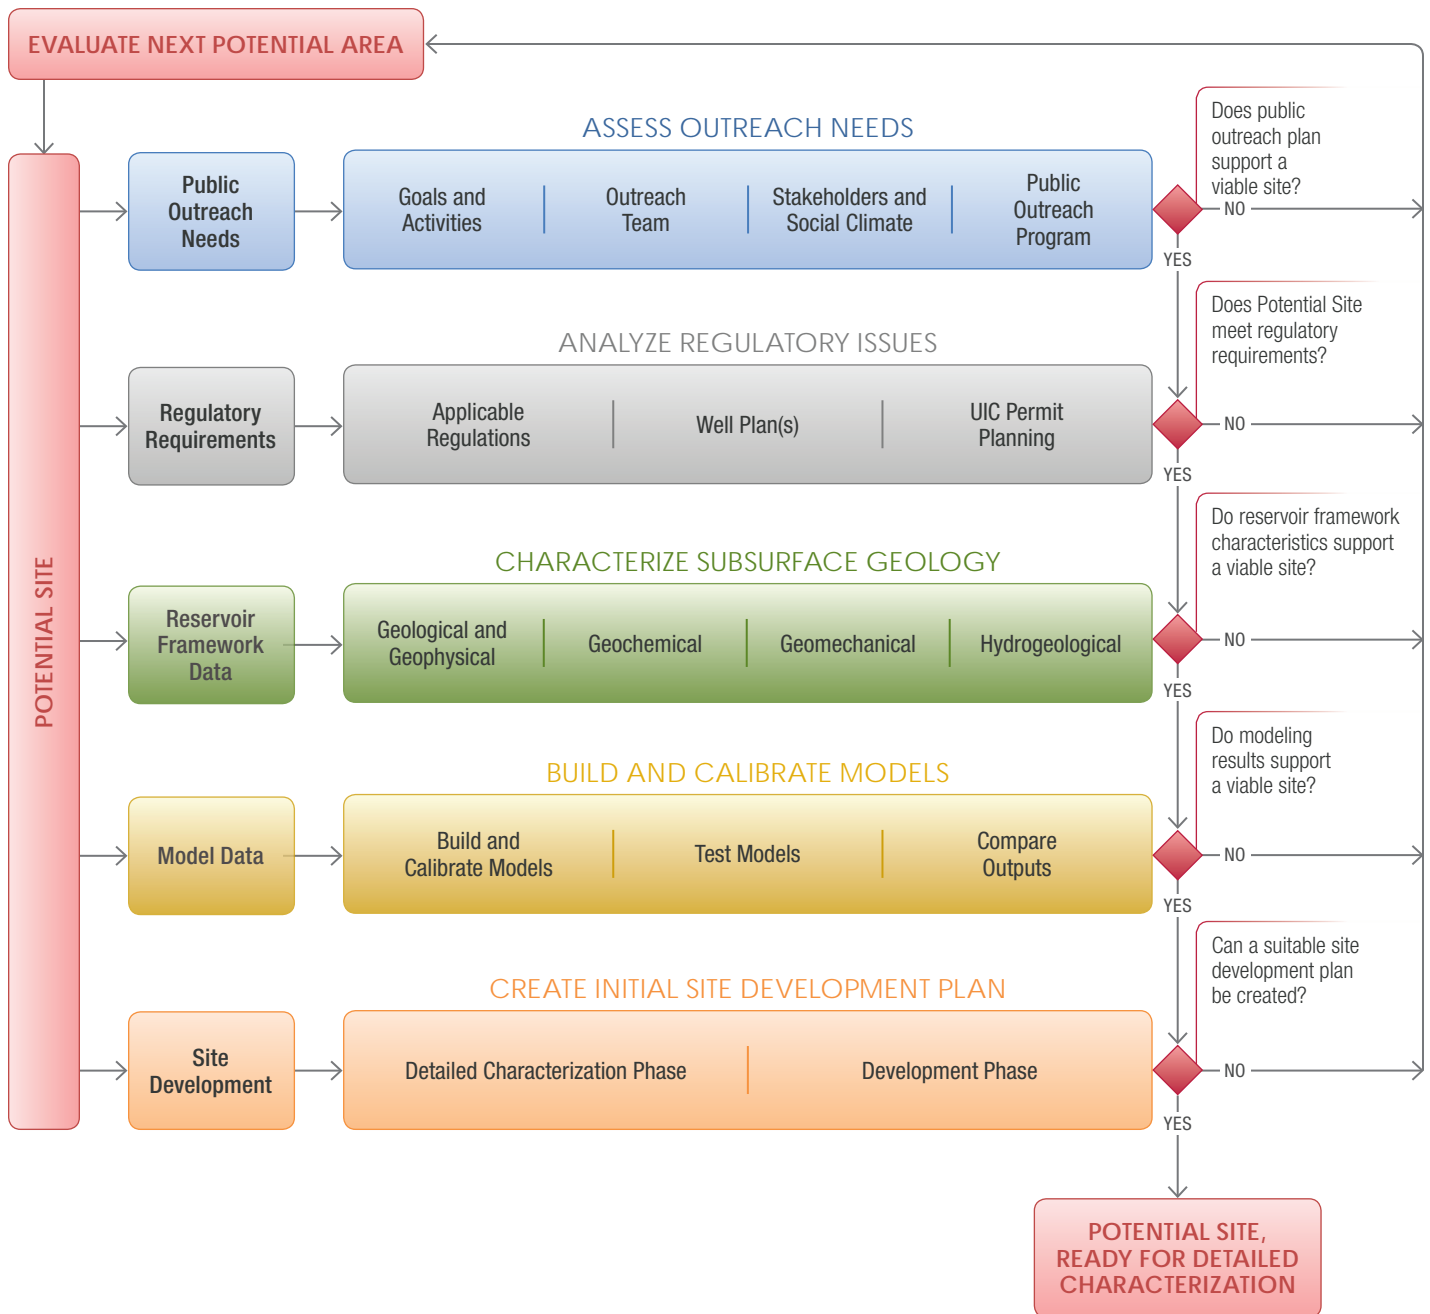 EVALUATE NEXT POTENTIAL AREA
POTENTIAL SITE
ASSESS OUTREACH NEEDS
Public
Outreach
Needs
Goals and
Activities
Outreach
Team
Stakeholders and
Social Climate
Public
Outreach
Program
Does public
outreach plan
support a
viable site?
NO
YES
ANALYZE REGULATORY ISSUES
Regulatory
Requirements
Applicable
Regulations
Well Plan(s)
UIC Permit
Planning
Does Potential Site
meet regulatory
requirements?
NO
YES
CHARACTERIZE SUBSURFACE GEOLOGY
Reservoir
Framework
Data
Geological and
Geophysical
Geochemical
Geomechanical
Hydrogeological
Do reservoir framework
characteristics support
a viable site?
NO
YES
BUILD AND CALIBRATE MODELS
Model Data
Build and
Calibrate Models
Test Models
Compare
Outputs
Do modeling
results support
a viable site?
NO
YES
CREATE INITIAL SITE DEVELOPMENT PLAN
Site
Development
Detailed Characterization Phase
Development Phase
Can a suitable site
development plan
be created?
NO
YES
POTENTIAL SITE,
READY FOR DETAILED
CHARACTERIZATION